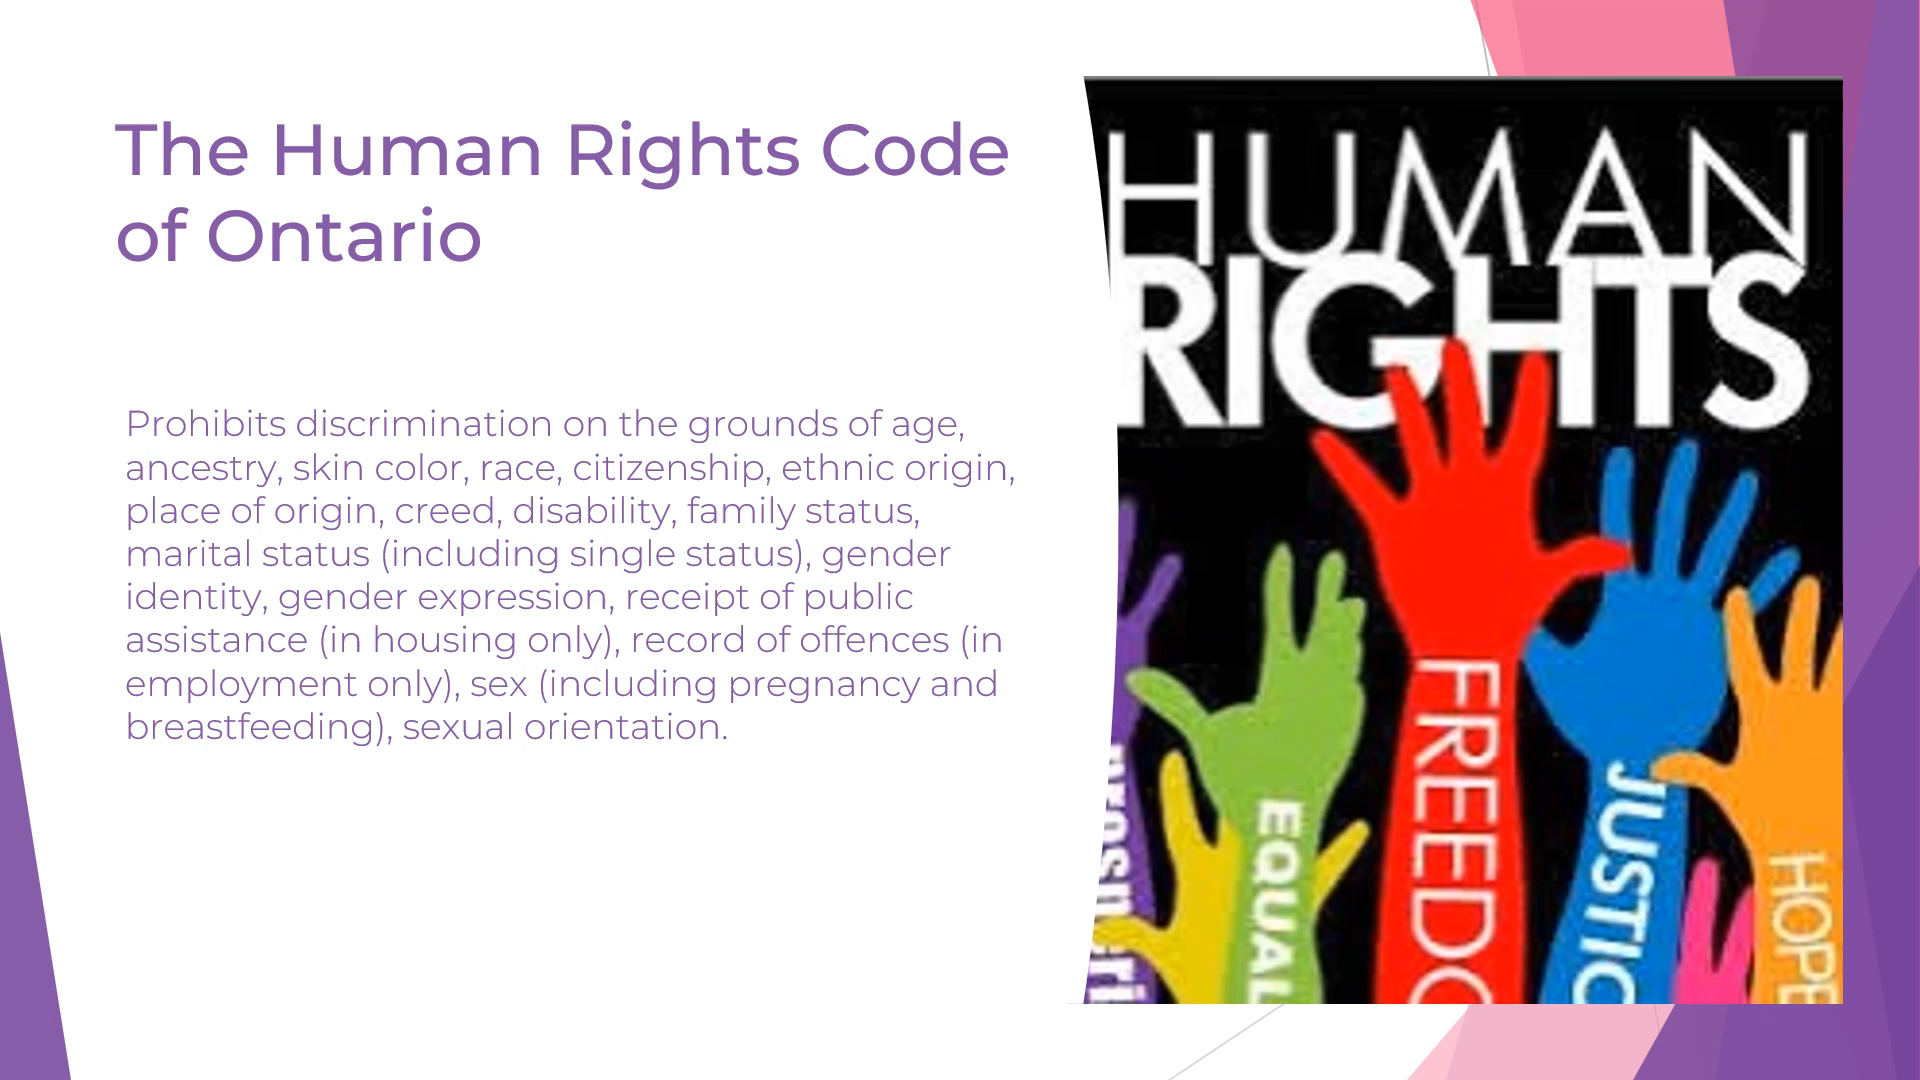 The Human Rights Code
of Ontario
Prohibits discrimination on the grounds of age,
ancestry, skin color, race, citizenship, ethnic origin,
place of origin, creed, disability, family status,
marital status (including single status), gender
identity, gender expression, receipt of public
assistance (in housing only), record of offences (in
employment only), sex (including pregnancy and
breastfeeding), sexual orientation.
HUMAN
RIGHTS
EQUAL
FREEDO
JUSTIC
HOPE